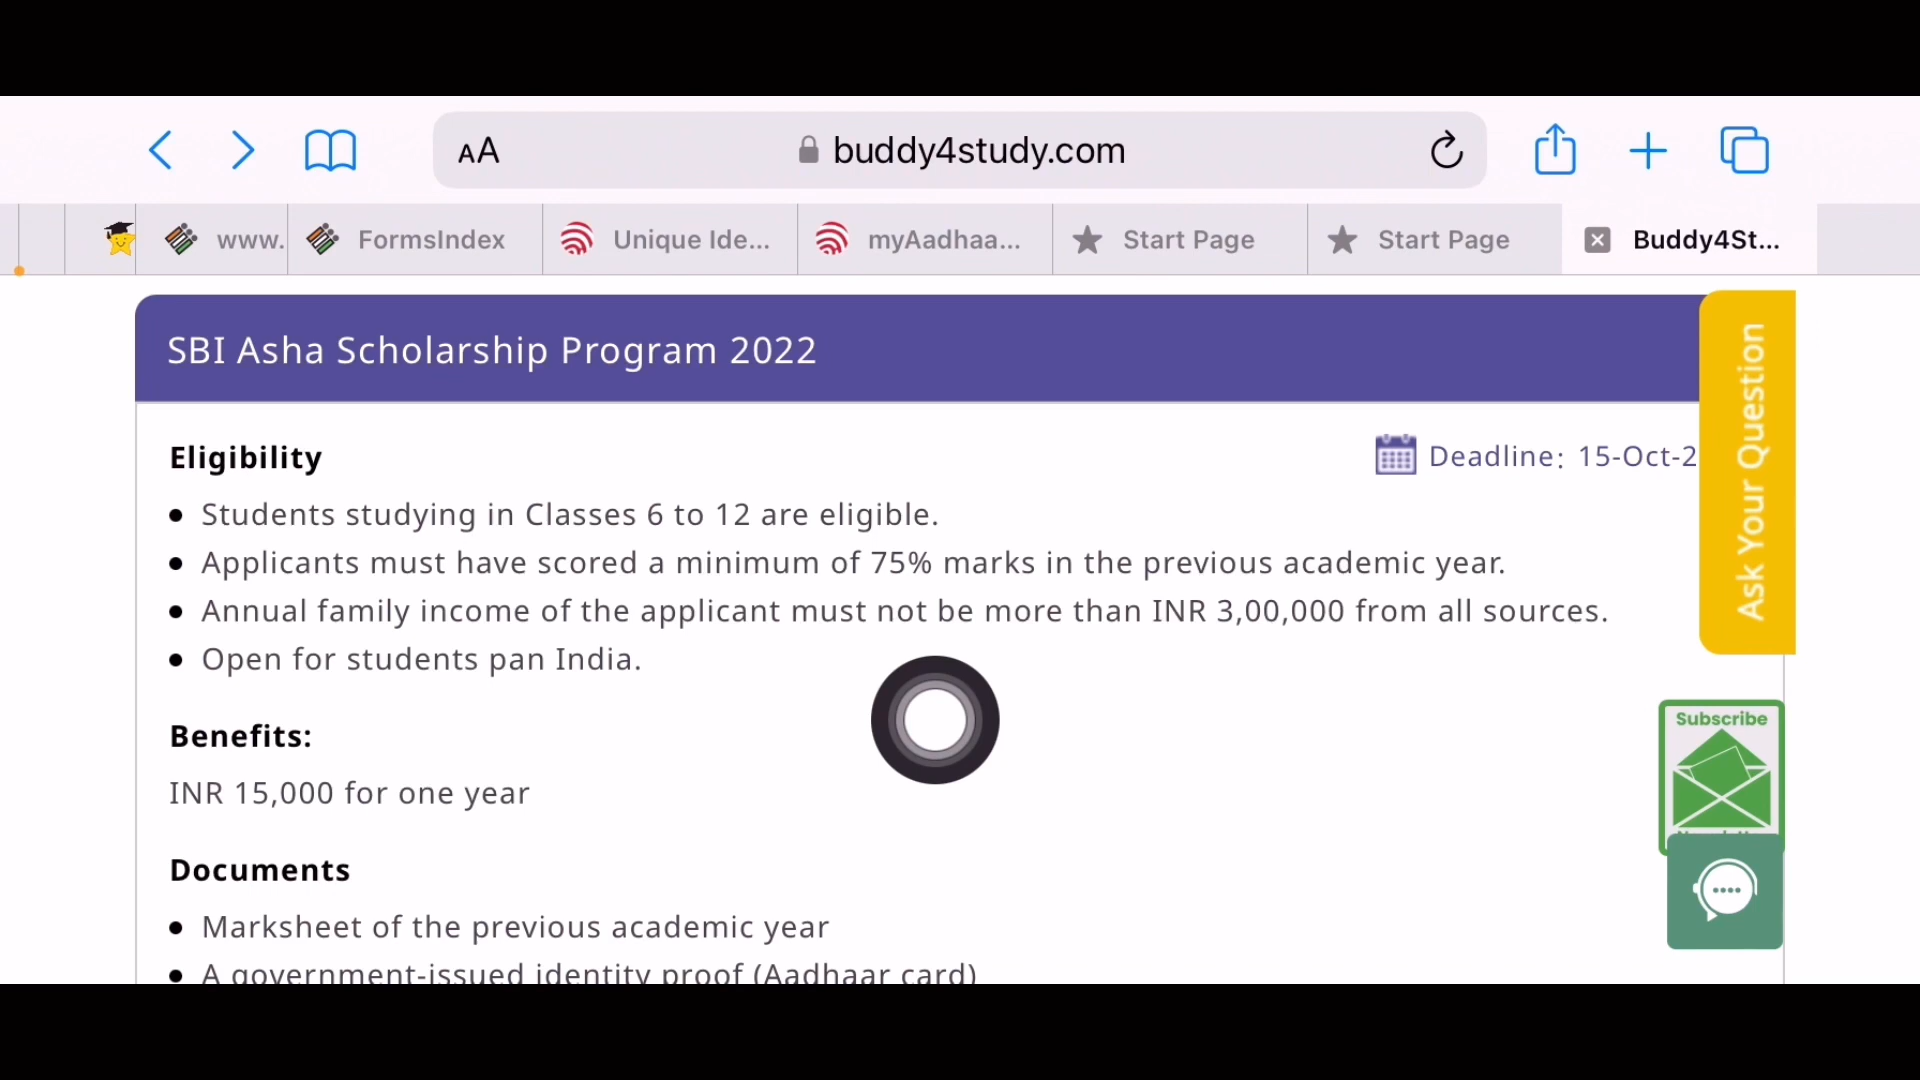 AA buddy4study.com
www. FormsIndex Unique Ide... myAadhaa... Start Page Start Page Buddy4St...
SBI Asha Scholarship Program 2022
Ask Your Question
Eligibility
Deadline: 15-Oct-2
Students studying in Classes 6 to 12 are eligible.
Applicants must have scored a minimum of 75% marks in the previous academic year.
Annual family income of the applicant must not be more than INR 3,00,000 from all sources.
Open for students pan India.
Subscribe
Benefits:
INR 15,000 for one year
Documents
Marksheet of the previous academic year
A government-issued identity proof (Aadhaar card)